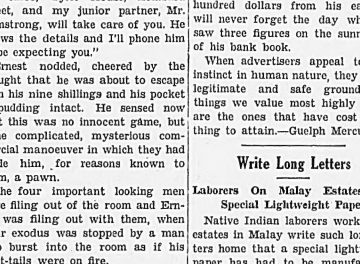 et, and my junior partner, Mr.
mstrong, will take care of you. He
ws the details and I'll phone him
be expecting you."
rnest nodded, cheered by the
ught that he was about to escape
h his nine shillings and his pocket
pudding intact. He sensed now
t this was no innocent game, but
me complicated, mysterious com-
rcial manoeuver in which they had
de him, for reasons known to
m, a pawn.
he four important looking men
e filing out of the room and Ern-
was filing out with them, when
r exodus was stopped by a man
o burst into the room as if his
t-tails were on fire.
hundred dollars from his ea
will never forget the day wh
saw three figures on the sun
of his bank book.
When advertisers appeal to
instinct in human nature, they
legitimate and safe ground
things we value most highly
are the ones that have cost
thing to attain.—Guelph Merc
Write Long Letters
Laborers On Malay Estates
Special Lightweight Pape
Native Indian laborers work
estates in Malay write such lon
ters home that a special light
paper has had to be manufa